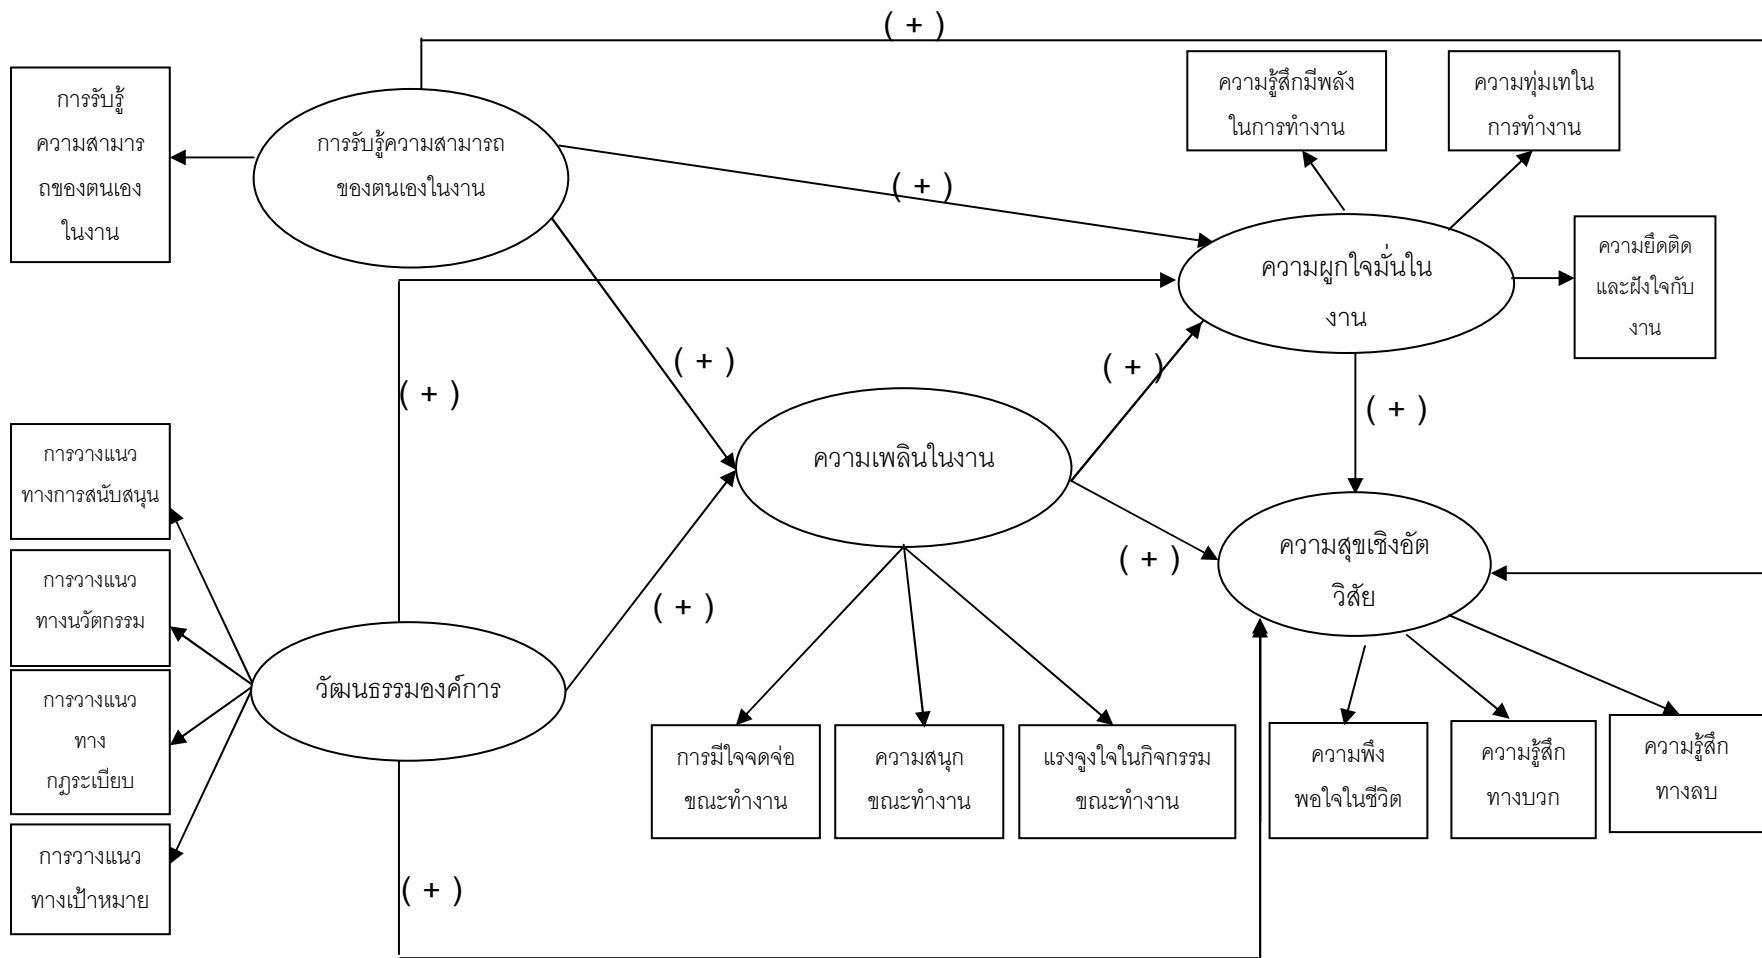 ( + )
การรับรู้
ความสามาร
ถของตนเอง
ในงาน
การรับรู้ความสามารถ
ของตนเองในงาน
ความรู้สึกมีพลัง
ในการทำงาน
ความทุ่มเทใน
การทำงาน
( + )
ความผูกใจมั่นใน
งาน
ความยึดติด
และฝังใจกับ
งาน
( + )
( + )
( + )
( + )
การวางแนว
ทางการสนับสนุน
ความเพลินในงาน
การวางแนว
ทางนวัตกรรม
( + )
( + )
ความสุขเชิงอัต
วิสัย
วัฒนธรรมองค์การ
การวางแนว
ทาง
กฎระเบียบ
การมีใจจดจ่อ
ขณะทำงาน
ความสนุก
ขณะทำงาน
แรงจูงใจในกิจกรรม
ขณะทำงาน
ความพึง
พอใจในชีวิต
ความรู้สึก
ทางบวก
ความรู้สึก
ทางลบ
การวางแนว
ทางเป้าหมาย
( + )